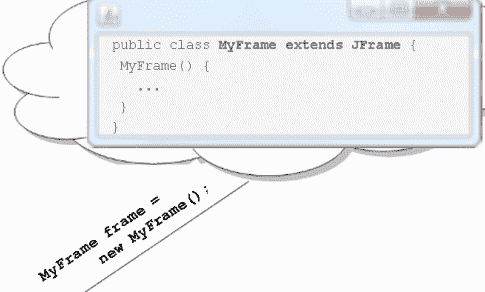 public class MyFrame extends JFrame {
MyFrame() {
...
}
}
MyFrame frame =
new MyFrame();